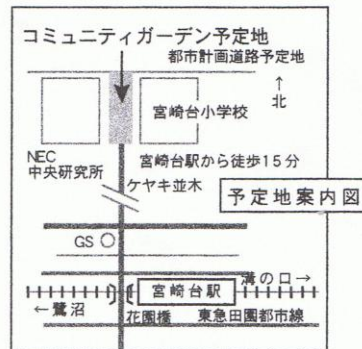 コミュニティガーデン予定地
都市計画道路予定地
↑
北
宮崎台小学校
NEC
中央研究所
宮崎台駅から徒歩15分
ケヤキ並木
予定地案内図
GS
溝の口→
宮崎台駅
←鷺沼
花園橋
東急田園都市線